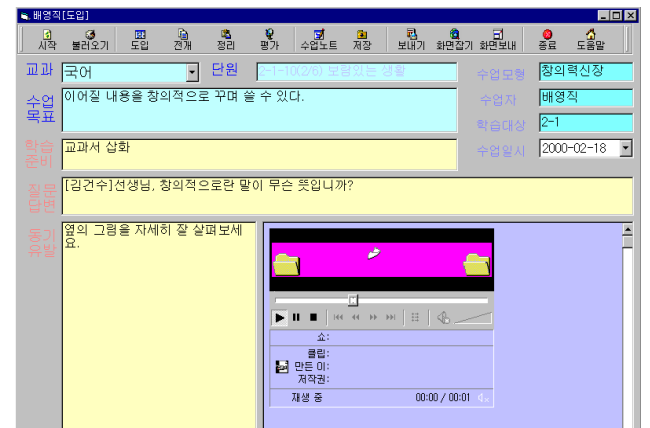 배영직[도입]
시작 불러오기 도입 전개 정리 평가 수업노트 저장 보내기 화면잡기 화면보내 종료 도움말
교과 국어 단원 2-1-10(2/6) 보람있는 생활 수업모형 창의력신장
수업목표 이어질 내용을 창의적으로 꾸며 쓸 수 있다. 수업자 배영직
학습대상 2-1
학습준비 교과서 삽화 수업일시 2000-02-18
질문답변 [김건수]선생님, 창의적으로란 말이 무슨 뜻입니까?
동기유발 옆의 그림을 자세히 잘 살펴보세
요.
쇼:
클립:
만든 이:
저작권:
재생 중 00:00 / 00:01